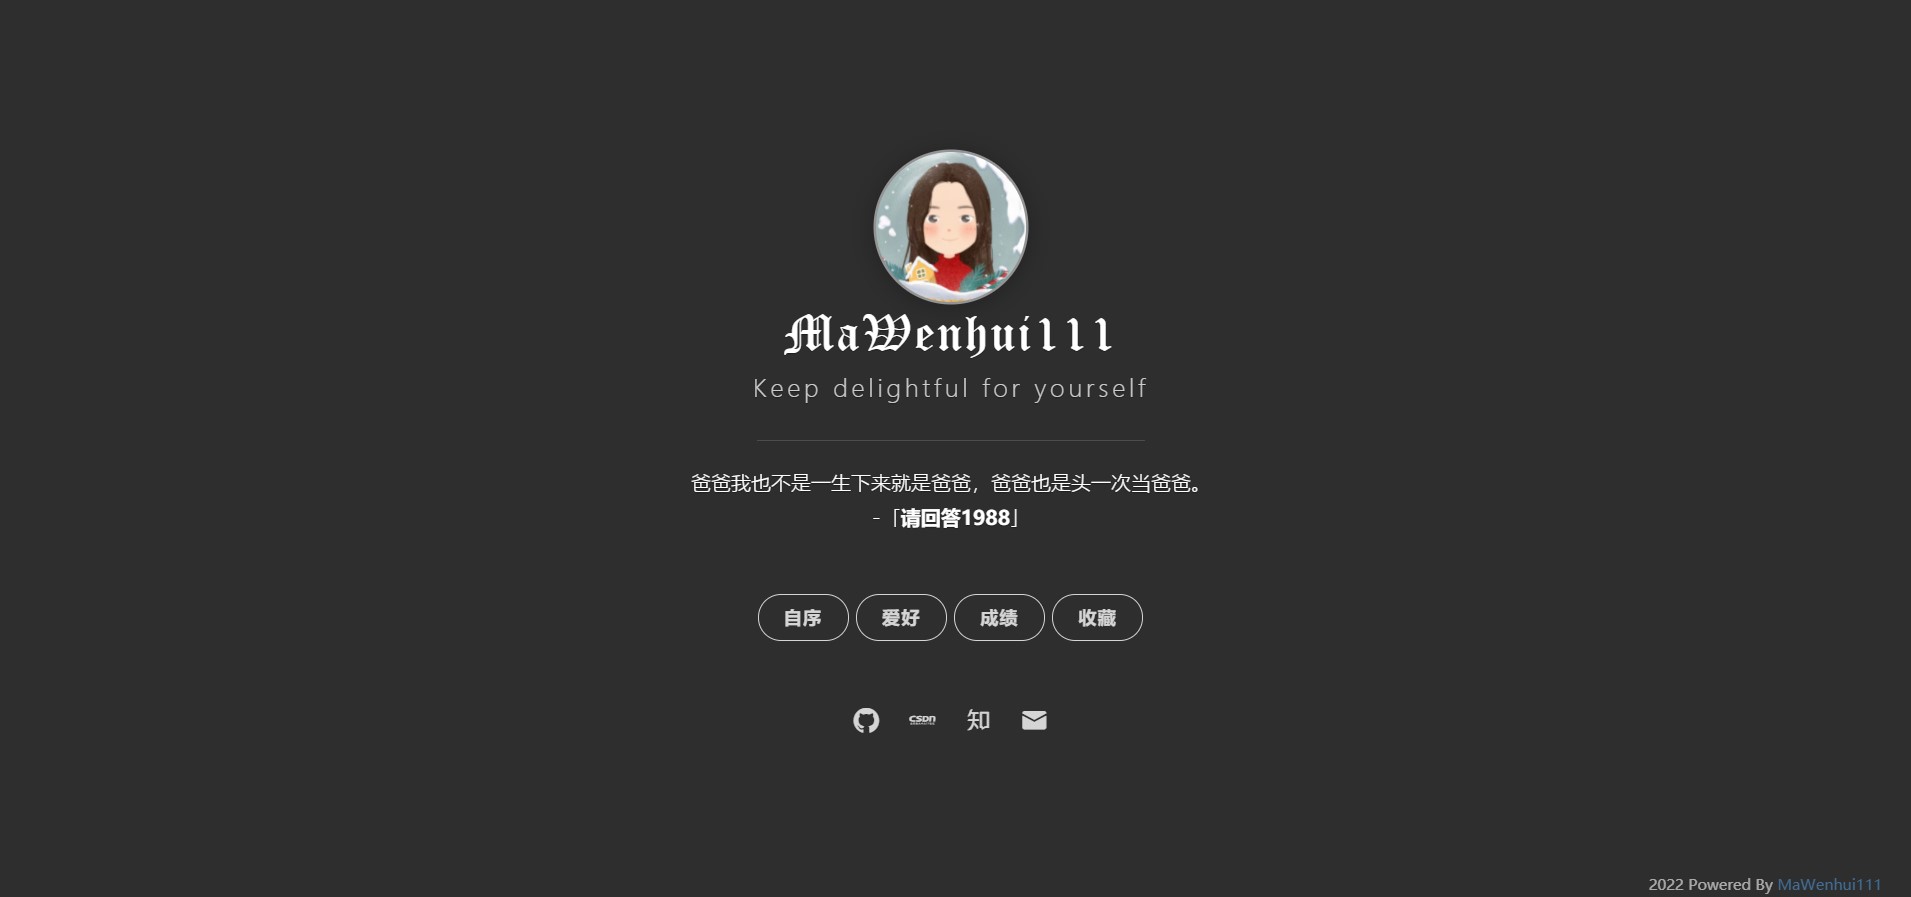 MaWenhui111
Keep delightful for yourself
爸爸我也不是一生下来就是爸爸，爸爸也是头一次当爸爸。
-「请回答1988」
自序 爱好 成绩 收藏
CSDN 知
2022 Powered By MaWenhui111